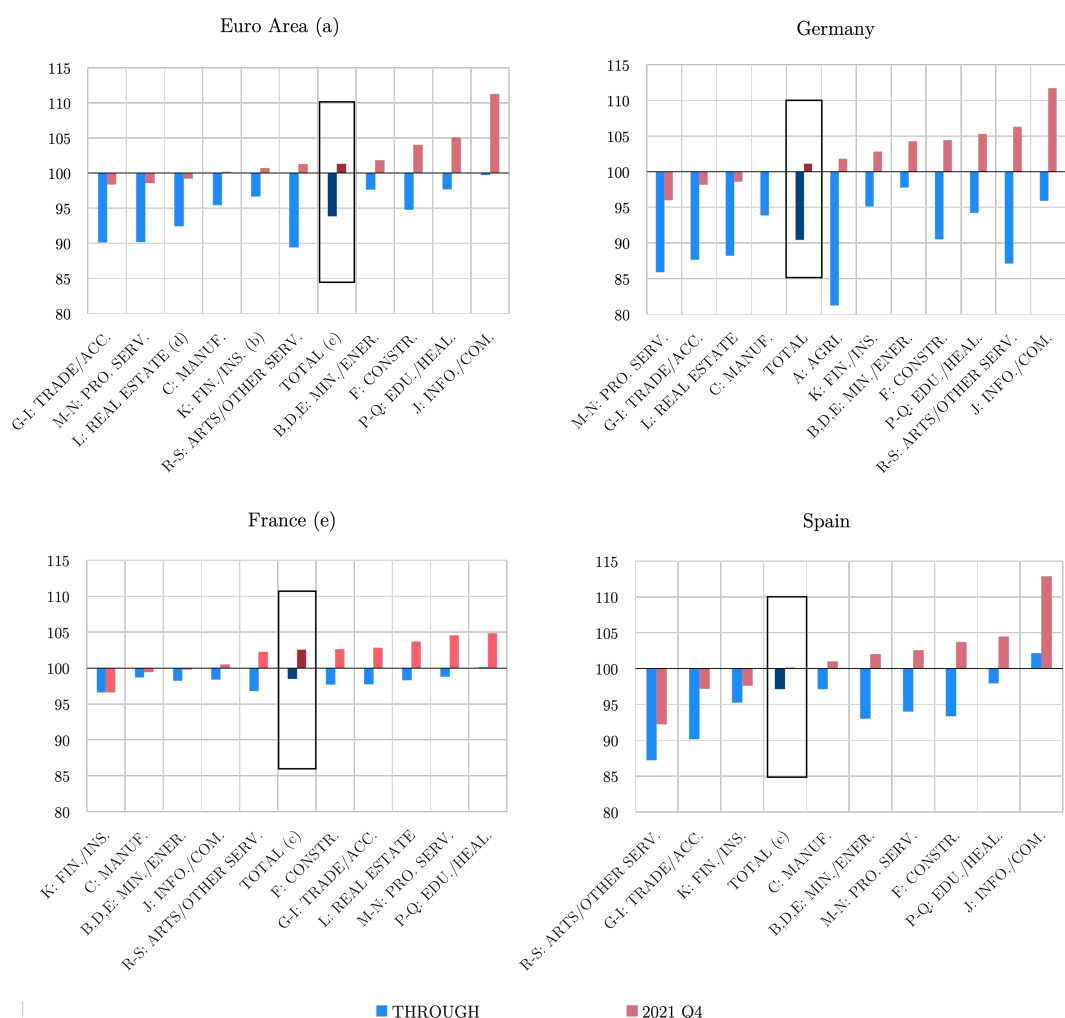 Euro Area (a)
115
110
105
100
95
90
85
80
G-I: TRADE/ACC.
M-N: PRO. SERV.
L: REAL ESTATE (d)
C: MANUF.
K: FIN./INS. (b)
R-S: ARTS/OTHER SERV.
TOTAL (c)
B,D,E: MIN./ENER.
F: CONSTR.
P-Q: EDU./HEAL.
J: INFO./COM.
Germany
115
110
105
100
95
90
85
80
M-N: PRO. SERV.
G-I: TRADE/ACC.
L: REAL ESTATE
C: MANUF.
TOTAL
A: AGRI.
K: FIN./INS.
B,D,E: MIN./ENER.
F: CONSTR.
P-Q: EDU./HEAL.
R-S: ARTS/OTHER SERV.
J: INFO./COM.
France (e)
115
110
105
100
95
90
85
80
K: FIN./INS.
C: MANUF.
B,D,E: MIN./ENER.
J: INFO./COM.
R-S: ARTS/OTHER SERV.
TOTAL (c)
F: CONSTR.
G-I: TRADE/ACC.
L: REAL ESTATE
M-N: PRO. SERV.
P-Q: EDU./HEAL.
Spain
115
110
105
100
95
90
85
80
R-S: ARTS/OTHER SERV.
G-I: TRADE/ACC.
K: FIN./INS.
TOTAL (c)
C: MANUF.
B,D,E: MIN./ENER.
M-N: PRO. SERV.
F: CONSTR.
P-Q: EDU./HEAL.
J: INFO./COM.
THROUGH
2021 Q4